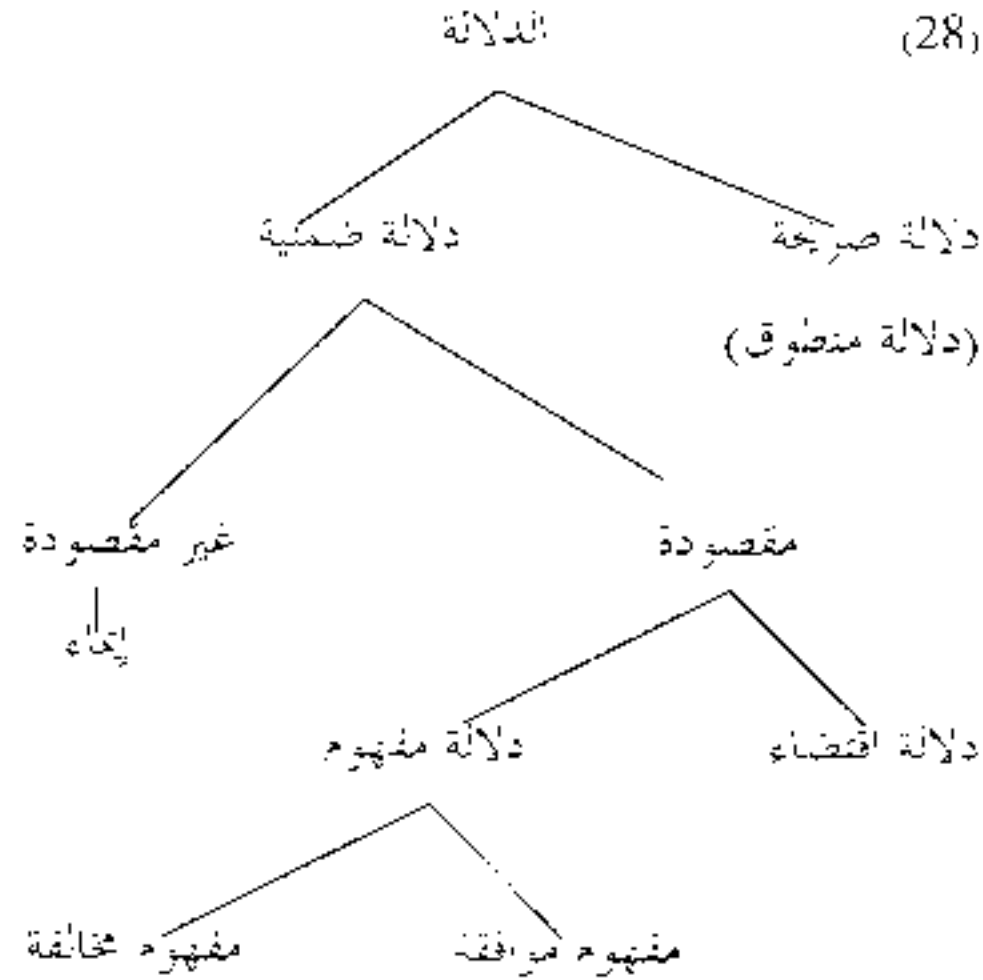 (28)
الدلالة
دلالة صريحة
دلالة ضمنية
(دلالة منطوق)
مقصودة
غير مقصودة
إيماء
دلالة اقتضاء
دلالة مفهوم
مفهوم موافقة
مفهوم مخالفة